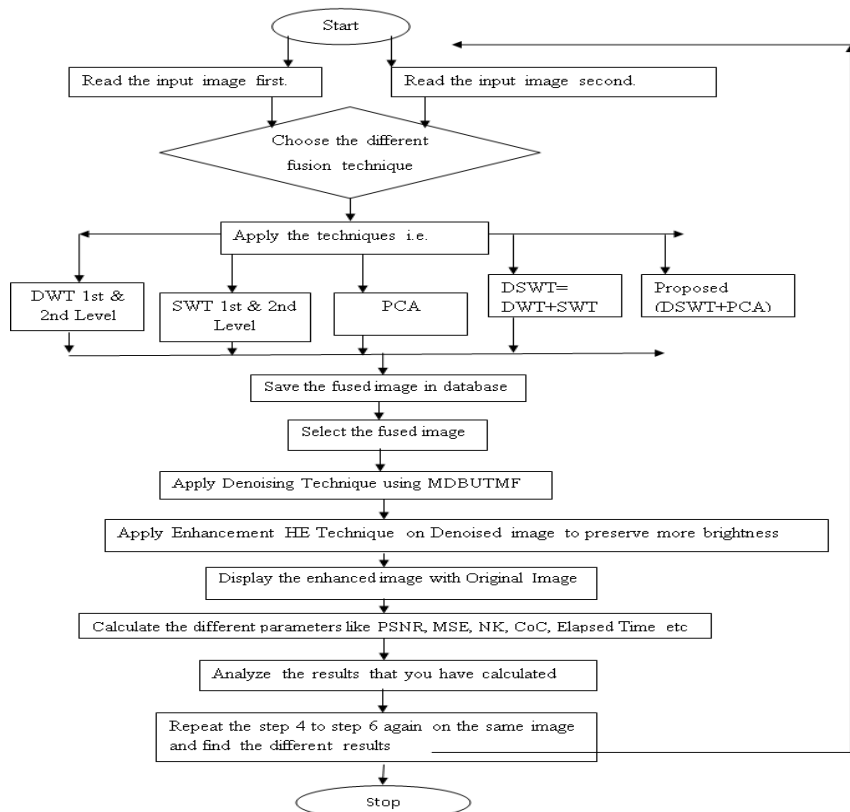 Start
Read the input image first.
Read the input image second.
Choose the different
fusion technique
Apply the techniques i.e.
DWT 1st &
2nd Level
SWT 1st & 2nd
Level
PCA
DSWT=
DWT+SWT
Proposed
(DSWT+PCA)
Save the fused image in database
Select the fused image
Apply Denoising Technique using MDBUTMF
Apply Enhancement HE Technique on Denoised image to preserve more brightness
Display the enhanced image with Original Image
Calculate the different parameters like PSNR, MSE, NK, CoC, Elapsed Time etc
Analyze the results that you have calculated
Repeat the step 4 to step 6 again on the same image
and find the different results
Stop